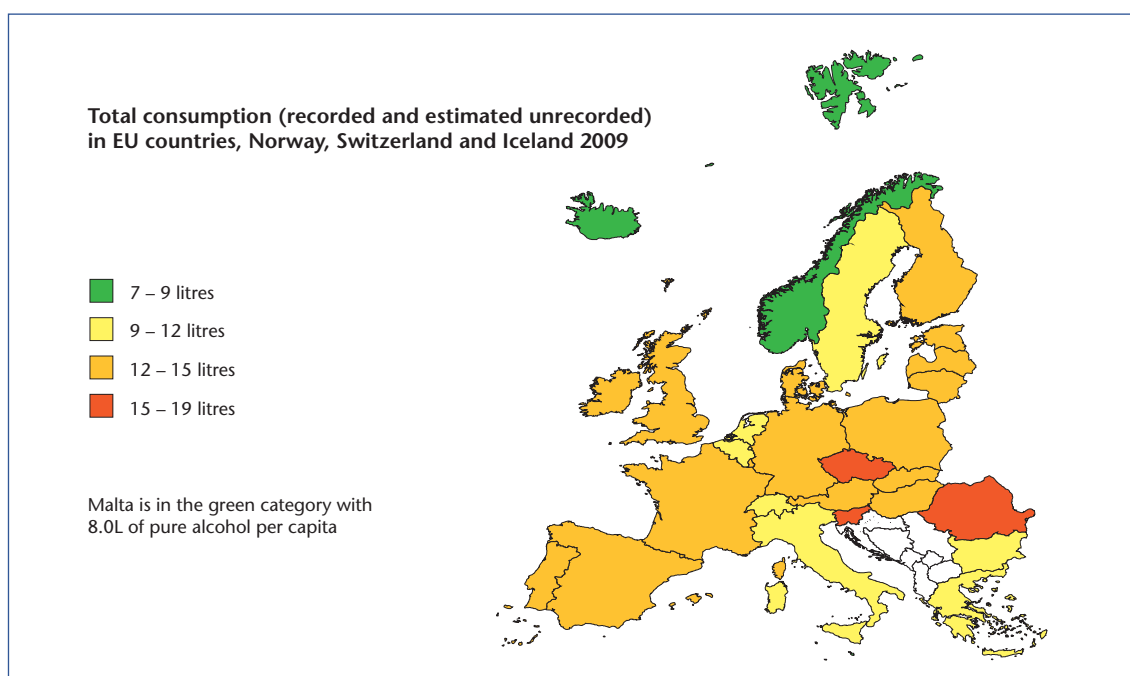 Total consumption (recorded and estimated unrecorded)
in EU countries, Norway, Switzerland and Iceland 2009
7 – 9 litres
9 – 12 litres
12 – 15 litres
15 – 19 litres
Malta is in the green category with
8.0L of pure alcohol per capita